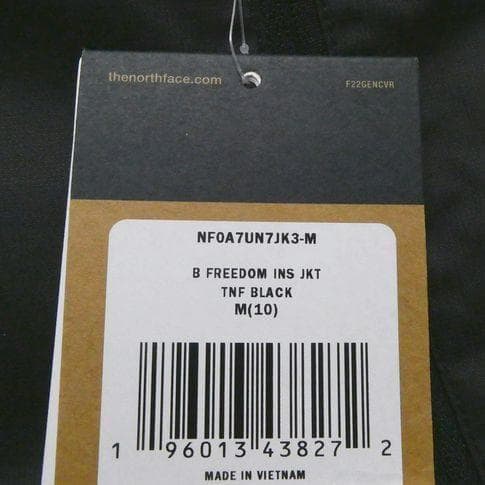 thenorthface.com F22GENCVR
NF0A7UN7JK3-M
B FREEDOM INS JKT
TNF BLACK
M(10)
1 96013 43827 2
MADE IN VIETNAM